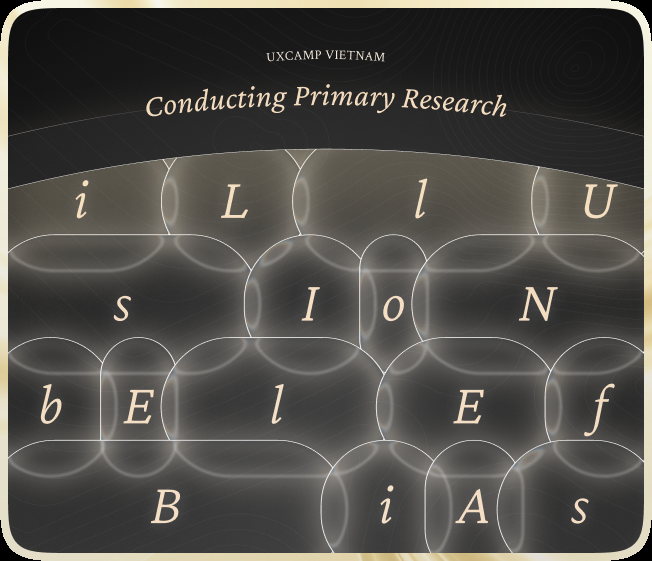 UXCAMP VIETNAM
Conducting Primary Research
i L l U
s I o N
b E l E f
B i A s